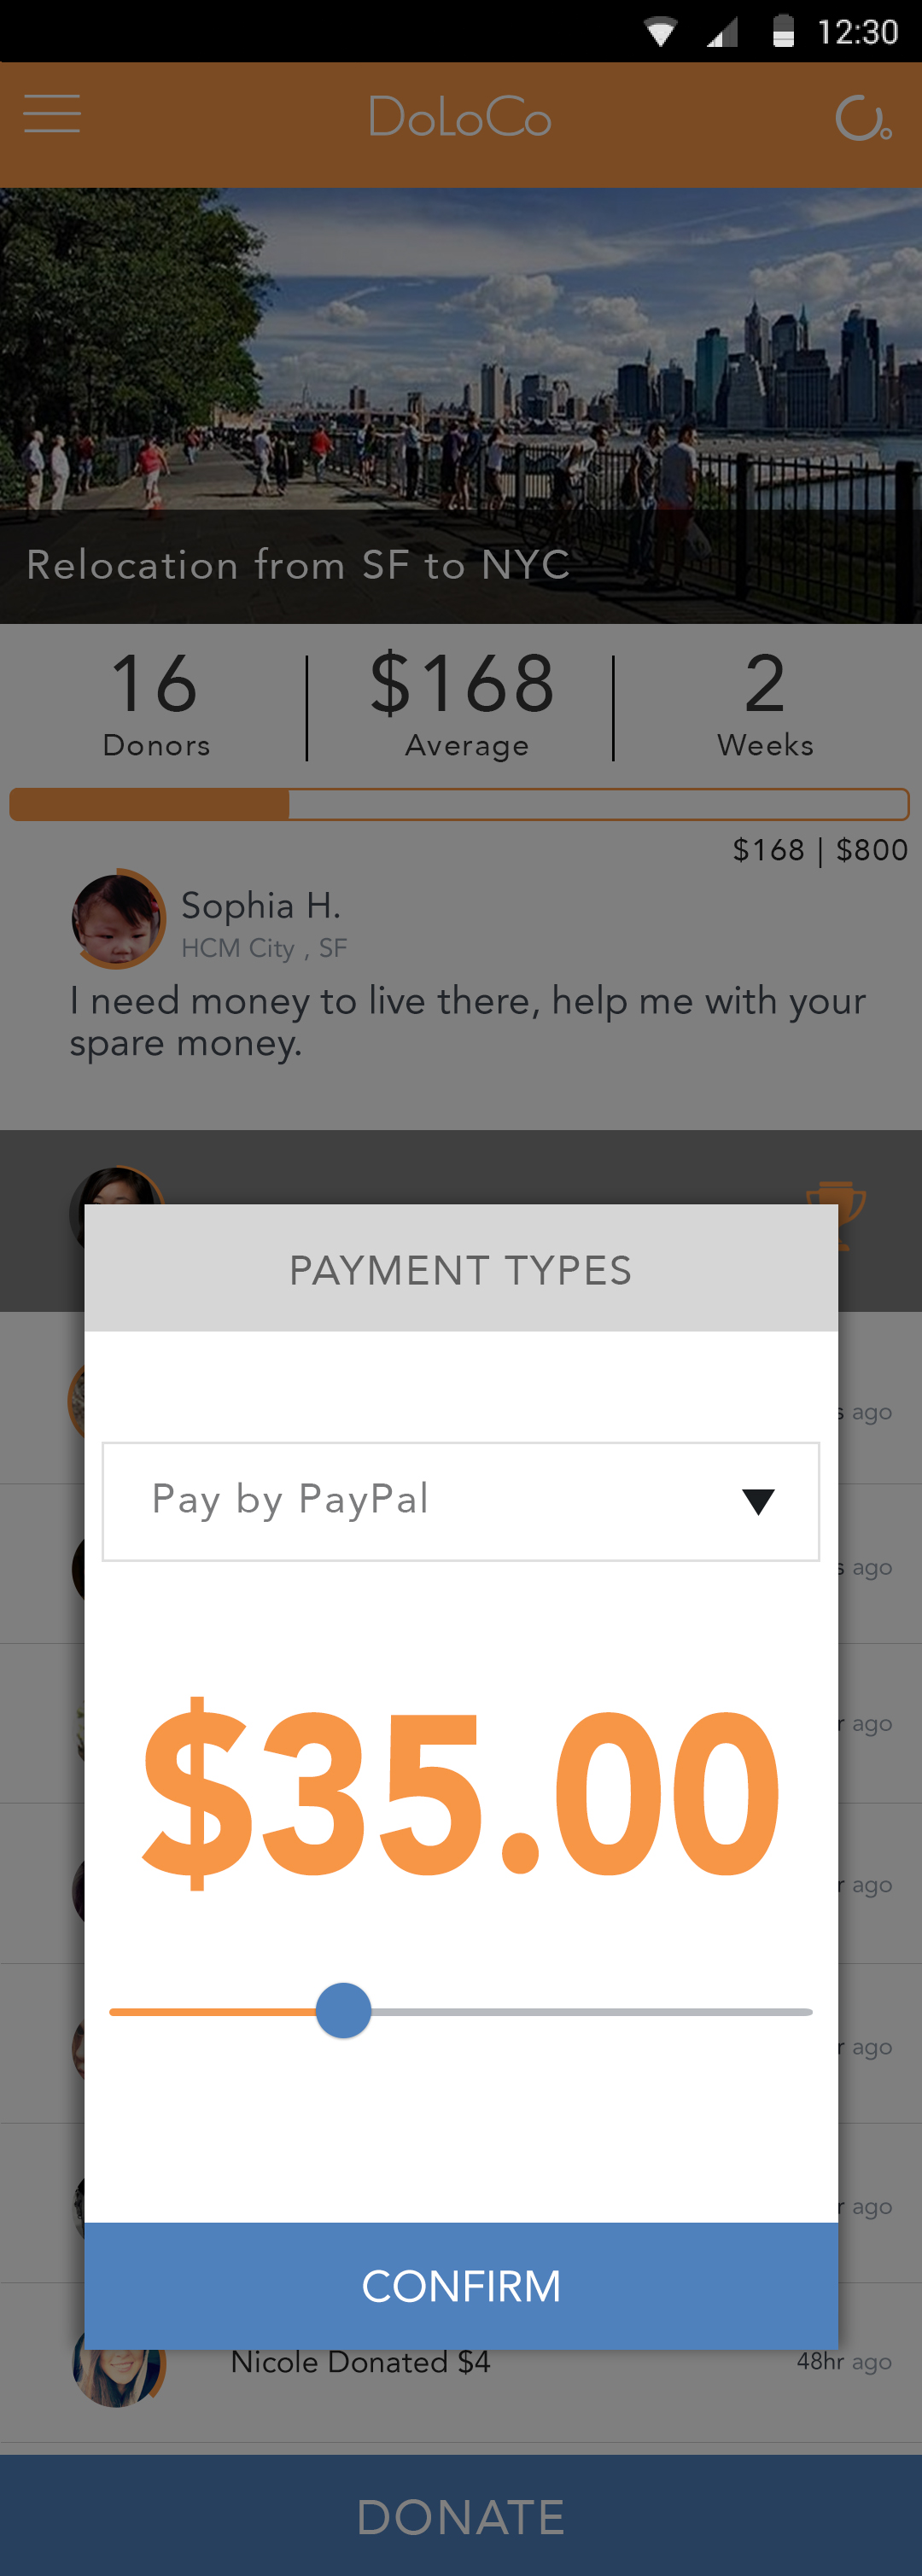 12:30
DoLoCo
Relocation from SF to NYC
16
$168
2
Donors
Average
Weeks
$168 | $800
Sophia H.
HCM City , SF
I need money to live there, help me with your
spare money.
PAYMENT TYPES
ago
Pay by PayPal
ago
$35.00
ago
ago
ago
ago
CONFIRM
Nicole Donated $4
48hr ago
DONATE